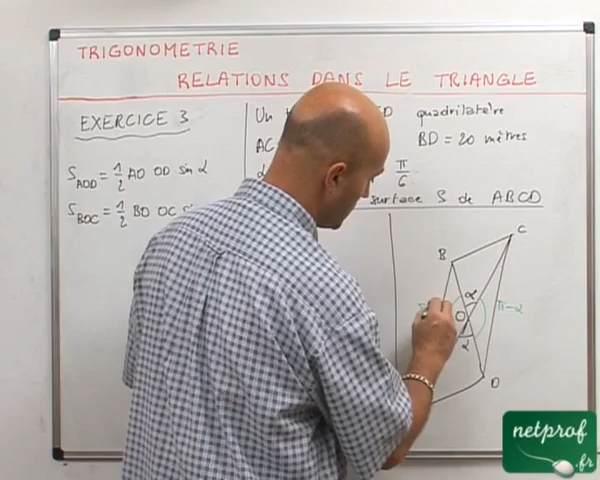 TRIGONOMETRIE
RELATIONS DANS LE TRIANGLE
EXERCICE 3
Un D quadrilatère
AC BD = 20 mètres
α π/6
surface S de ABCD
S_AOD = 1/2 AO OD sin α
S_BOC = 1/2 BO OC
B
C
α
O
π-α
α
D
netprof
.fr